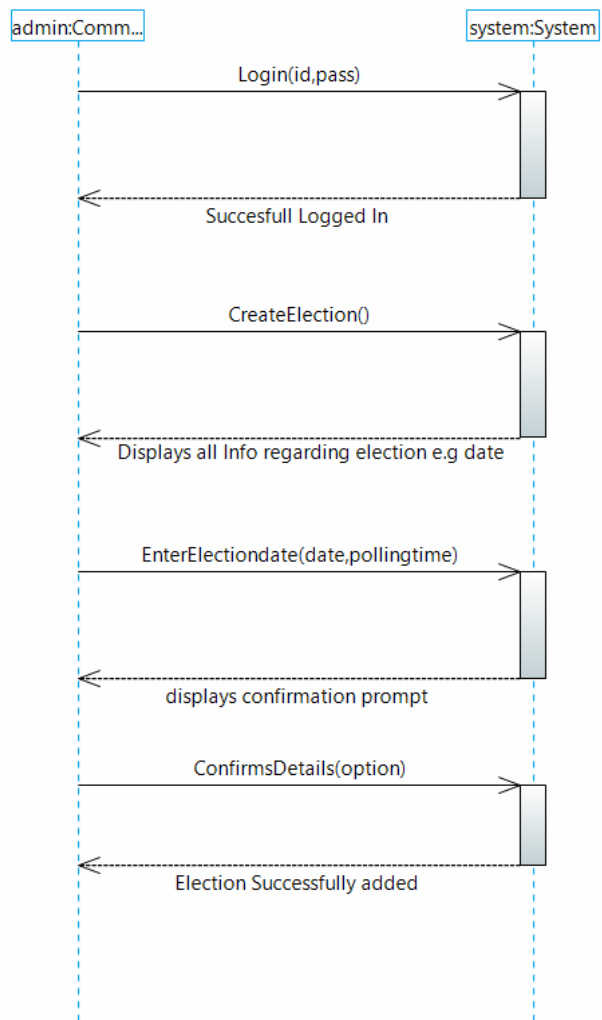 admin:Comm...
system:System
Login(id,pass)
Succesfull Logged In
CreateElection()
Displays all Info regarding election e.g date
EnterElectiondate(date,pollingtime)
displays confirmation prompt
ConfirmsDetails(option)
Election Successfully added